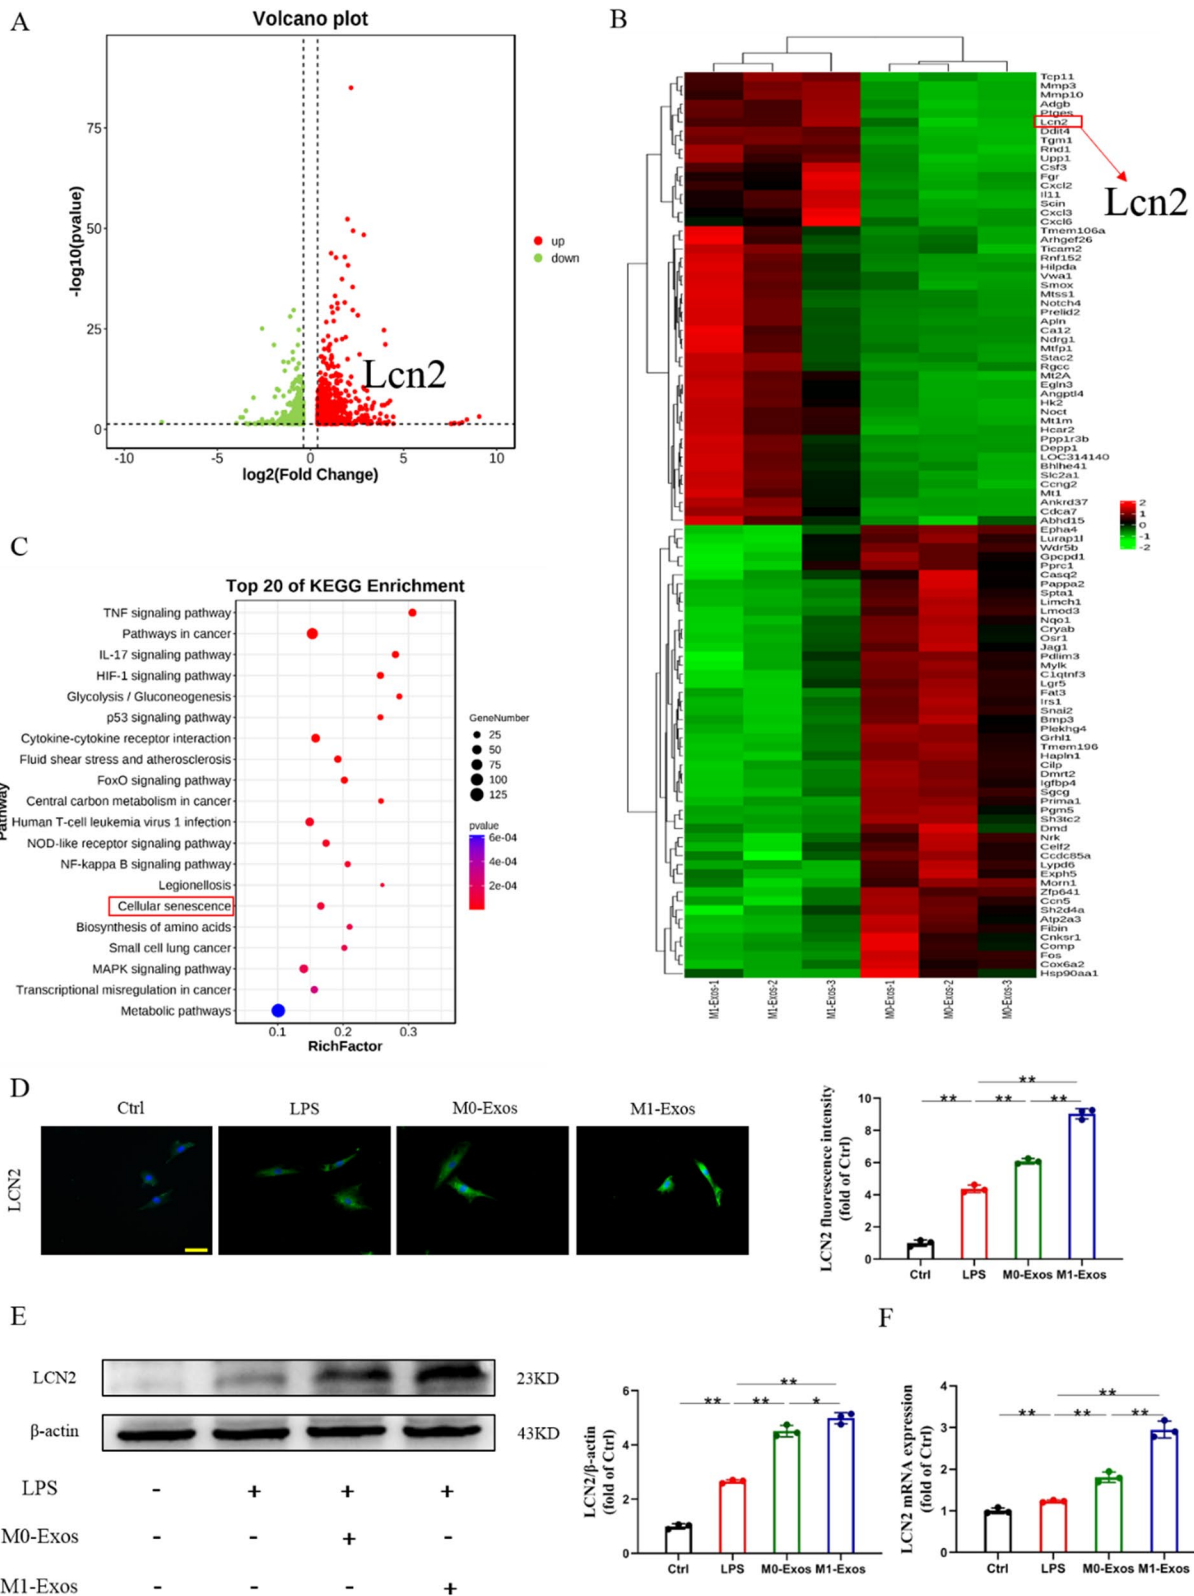 A
Volcano plot
-log10(pvalue)
75
50
25
0
-10
-5
0
5
10
log2(Fold Change)
up
down
Lcn2
B
Tcp11
Mmp3
Mmp10
Adgb
Ptges
Lcn2
Ddit4
Tgm1
Rnd1
Upp1
Csf3
Fgr
Cxcl2
Il11
Scin
Cxcl3
Cxcl6
Tmem106a
Arhgef26
Ticam2
Rnf152
Hilpda
Vwa1
Smox
Mtss1
Notch4
Prelid2
Apln
Ca12
Ndrg1
Mtfp1
Stac2
Rgcc
Mt2A
Egln3
Angptl4
Hk2
Noct
Mt1m
Hcar2
Ppp1r3b
Depp1
LOC314140
Bhlhe41
Slc2a1
Ccng2
Mt1
Ankrd37
Cdca7
Abhd15
Epha4
Lurap1l
Wdr5b
Gpcpd1
Pprc1
Casq2
Pappa2
Spta1
Limch1
Lmod3
Nqo1
Cryab
Osr1
Jag1
Pdlim3
Mylk
C1qtnf3
Lgr5
Fat3
Irs1
Snai2
Bmp3
Plekhg4
Grhl1
Tmem196
Hapln1
Cilp
Dmrt2
Igfbp4
Sgcg
Prima1
Pgm5
Sh3tc2
Dmd
Nrk
Celf2
Ccdc85a
Lypd6
Exph5
Morn1
Zfp641
Ccn5
Sh2d4a
Atp2a3
Fibin
Cnksr1
Comp
Fos
Cox6a2
Hsp90aa1
Lcn2
2
1
0
-1
-2
M1-Exos-1
M1-Exos-2
M1-Exos-3
M0-Exos-1
M0-Exos-2
M0-Exos-3
C
Top 20 of KEGG Enrichment
Pathway
TNF signaling pathway
Pathways in cancer
IL-17 signaling pathway
HIF-1 signaling pathway
Glycolysis / Gluconeogenesis
p53 signaling pathway
Cytokine-cytokine receptor interaction
Fluid shear stress and atherosclerosis
FoxO signaling pathway
Central carbon metabolism in cancer
Human T-cell leukemia virus 1 infection
NOD-like receptor signaling pathway
NF-kappa B signaling pathway
Legionellosis
Cellular senescence
Biosynthesis of amino acids
Small cell lung cancer
MAPK signaling pathway
Transcriptional misregulation in cancer
Metabolic pathways
0.1
0.2
0.3
RichFactor
GeneNumber
25
50
75
100
125
pvalue
6e-04
4e-04
2e-04
D
Ctrl
LPS
M0-Exos
M1-Exos
LCN2
LCN2 fluorescence intensity
(fold of Ctrl)
10
8
6
4
2
0
**
** ** **
Ctrl
LPS
M0-Exos
M1-Exos
E
LCN2
23KD
β-actin
43KD
LPS - + + +
M0-Exos - - + -
M1-Exos - - - +
LCN2/β-actin
(fold of Ctrl)
6
4
2
0
**
** ** *
Ctrl
LPS
M0-Exos
M1-Exos
F
LCN2 mRNA expression
(fold of Ctrl)
4
3
2
1
0
**
** ** **
Ctrl
LPS
M0-Exos
M1-Exos